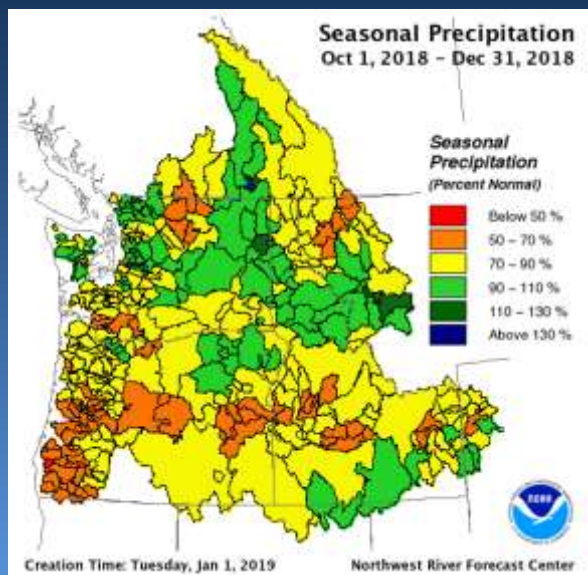 Seasonal Precipitation
Oct 1, 2018 – Dec 31, 2018
Seasonal
Precipitation
(Percent Normal)
Below 50 %
50 – 70 %
70 – 90 %
90 – 110 %
110 – 130 %
Above 130 %
Creation Time: Tuesday, Jan 1, 2019
Northwest River Forecast Center